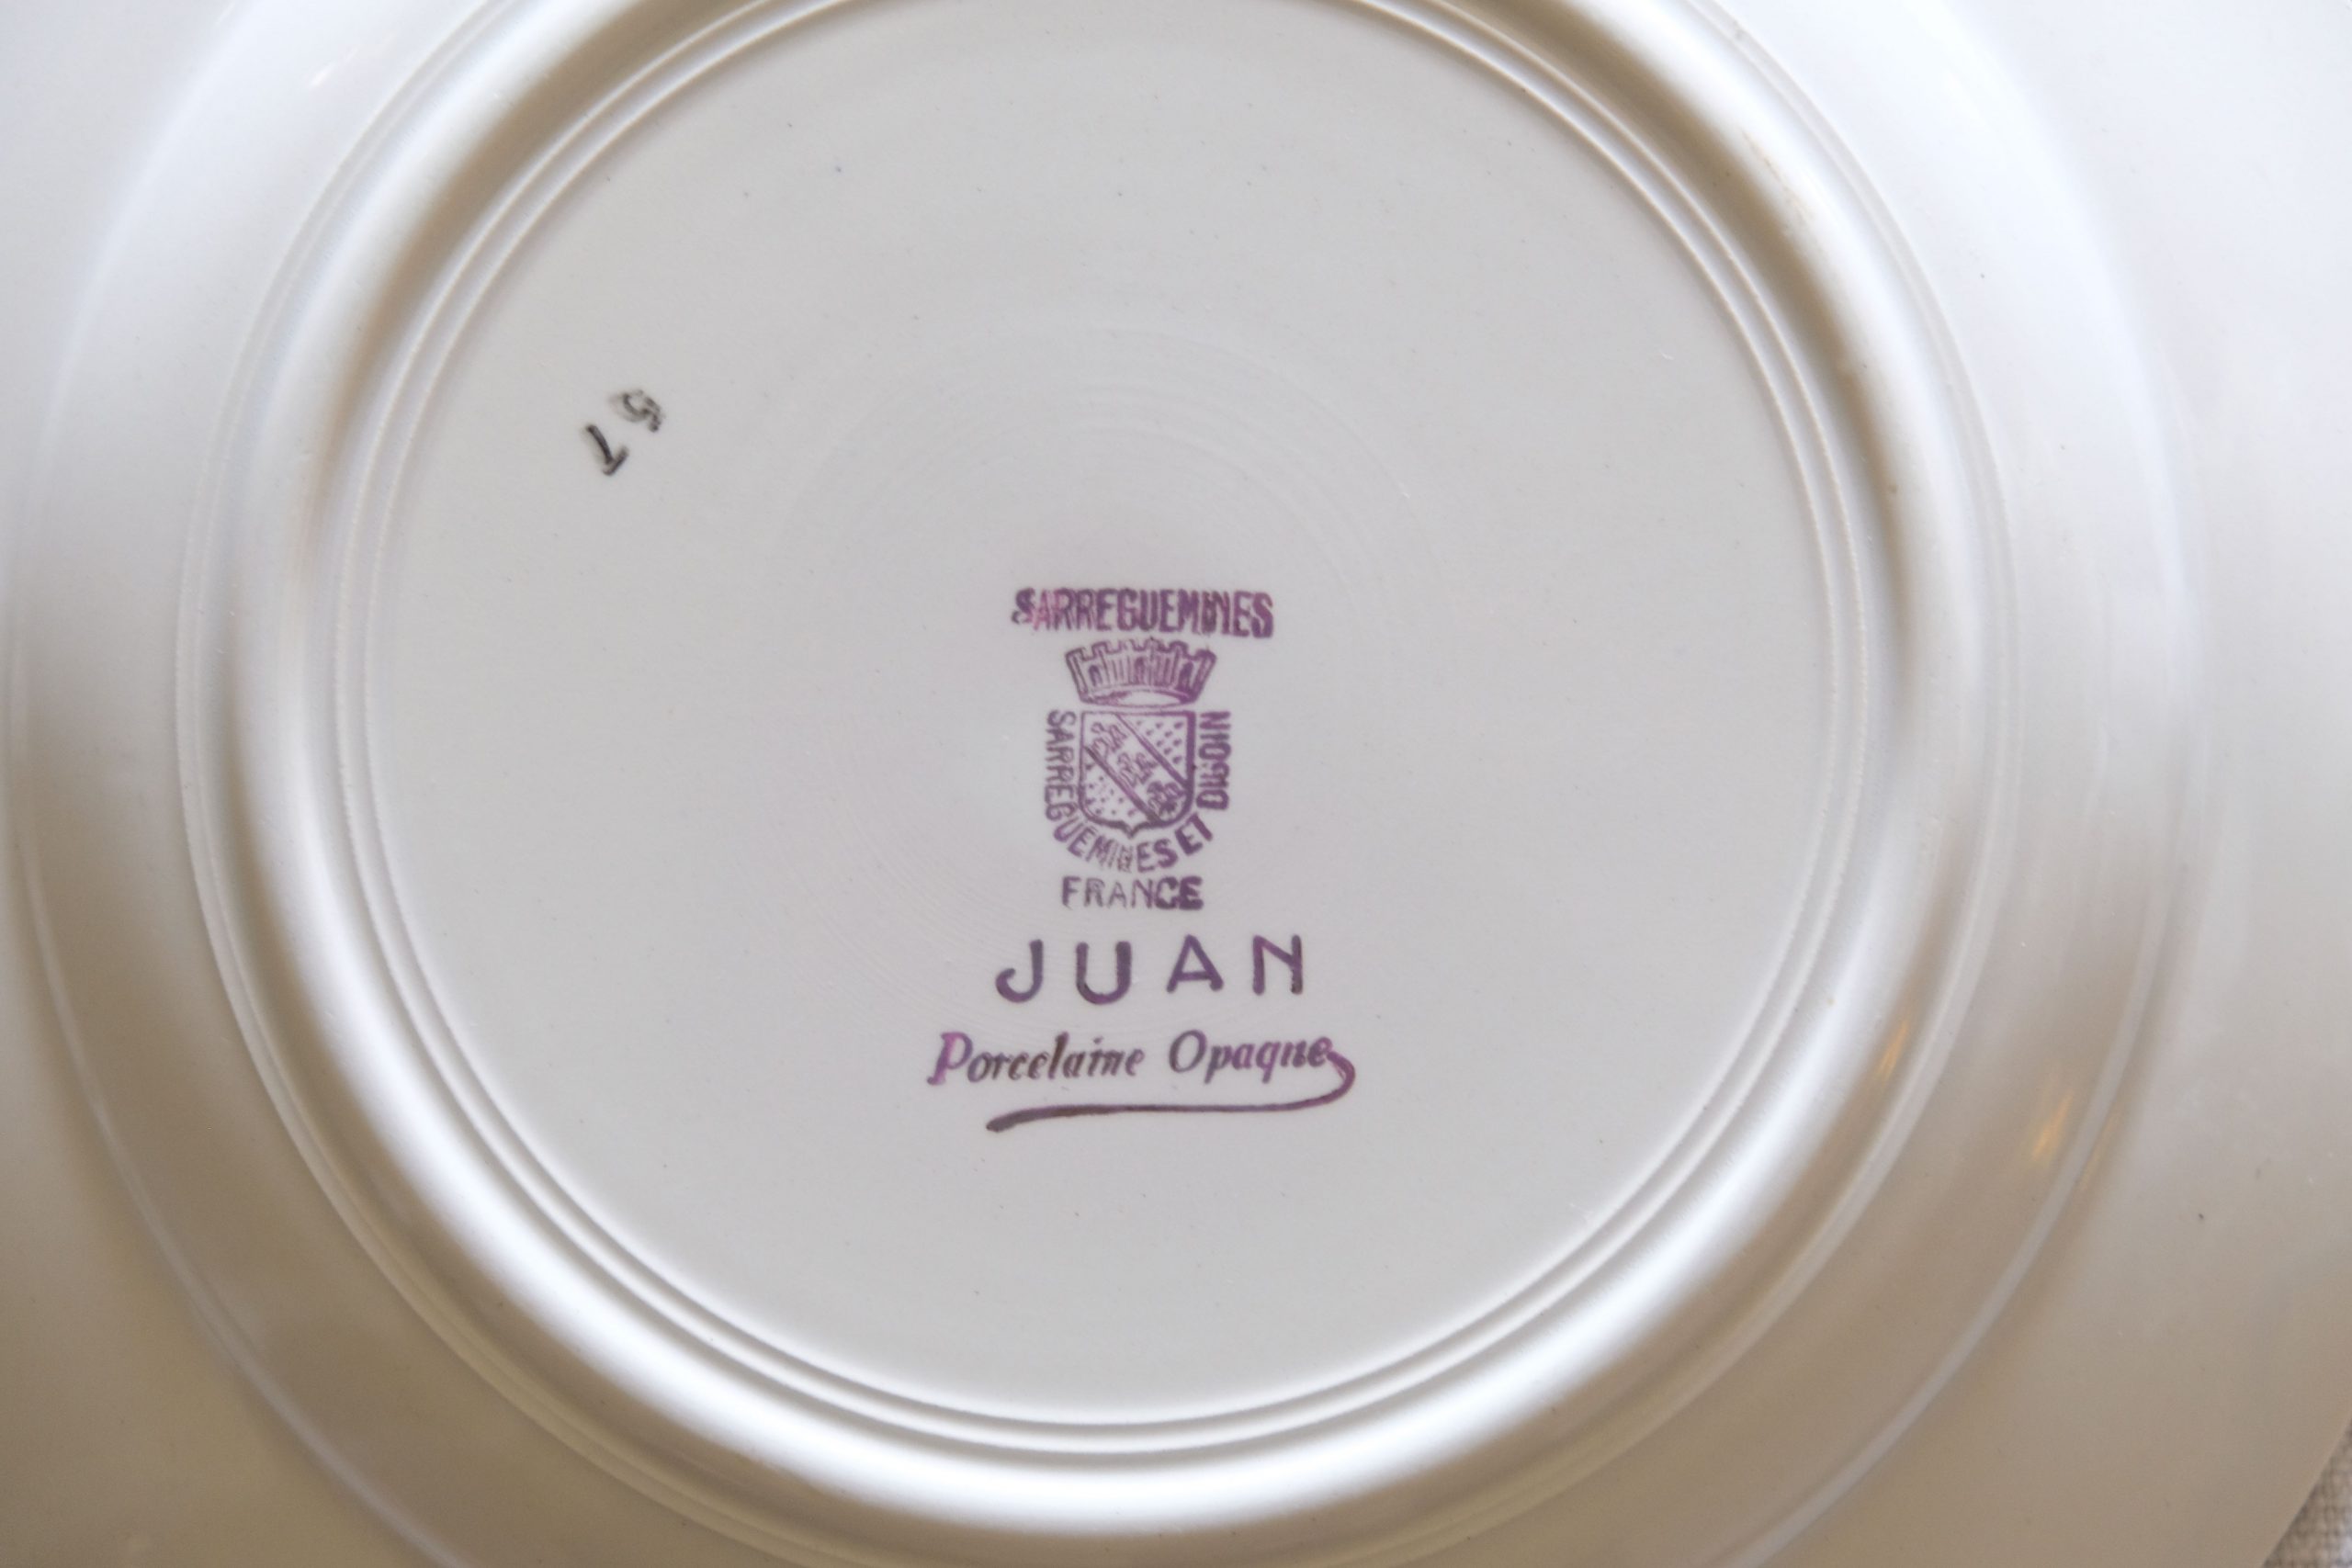 57
SARREGUEMINES
SARREGUEMINES ET DIGOIN
FRANCE
JUAN
Porcelaine Opaque